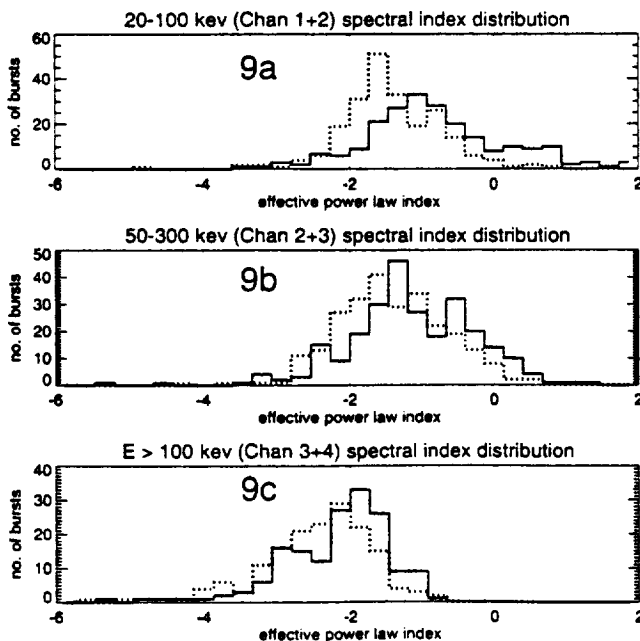 20-100 kev (Chan 1+2) spectral index distribution
60
40
20
0
no. of bursts
9a
-6 -4 -2 0 2
effective power law index
50-300 kev (Chan 2+3) spectral index distribution
50
40
30
20
10
0
no. of bursts
9b
-6 -4 -2 0 2
effective power law index
E > 100 kev (Chan 3+4) spectral index distribution
40
30
20
10
0
no. of bursts
9c
-6 -4 -2 0 2
effective power law index